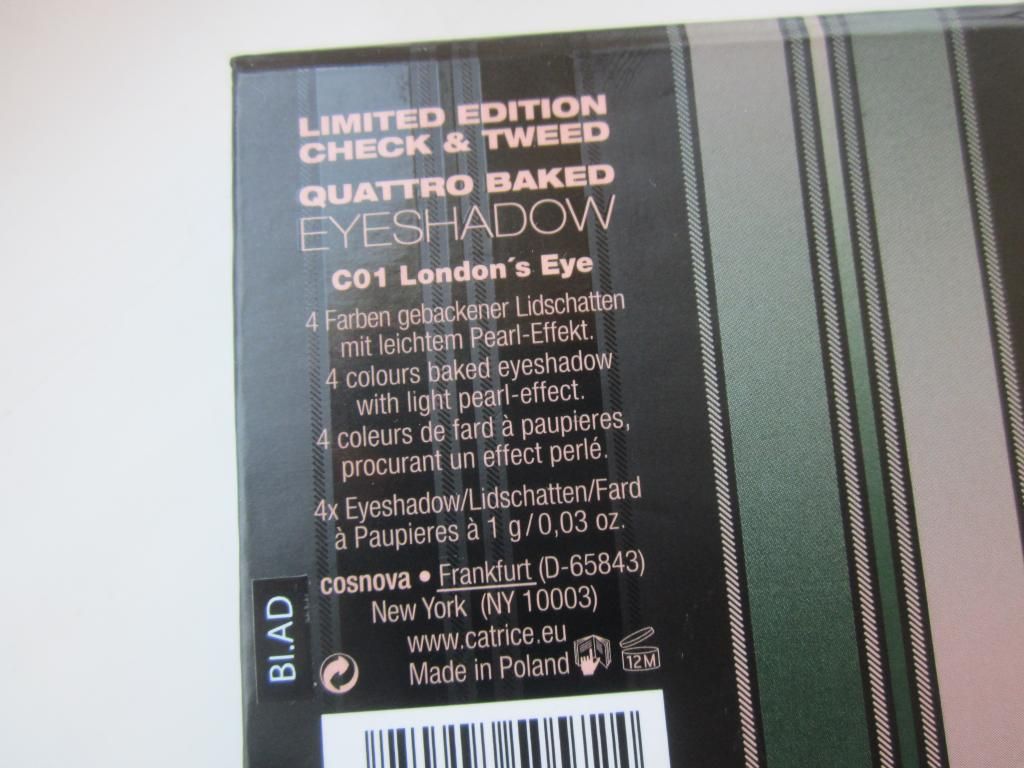 LIMITED EDITION
CHECK & TWEED
QUATTRO BAKED
EYESHADOW
C01 London´s Eye
4 Farben gebackener Lidschatten
mit leichtem Pearl-Effekt.
4 colours baked eyeshadow
with light pearl-effect.
4 coleurs de fard à paupieres,
procurant un effect perlé.
4x Eyeshadow/Lidschatten/Fard
à Paupieres à 1 g/0,03 oz.
cosnova • Frankfurt (D-65843)
New York (NY 10003)
www.catrice.eu
Made in Poland
12M
BI.AD